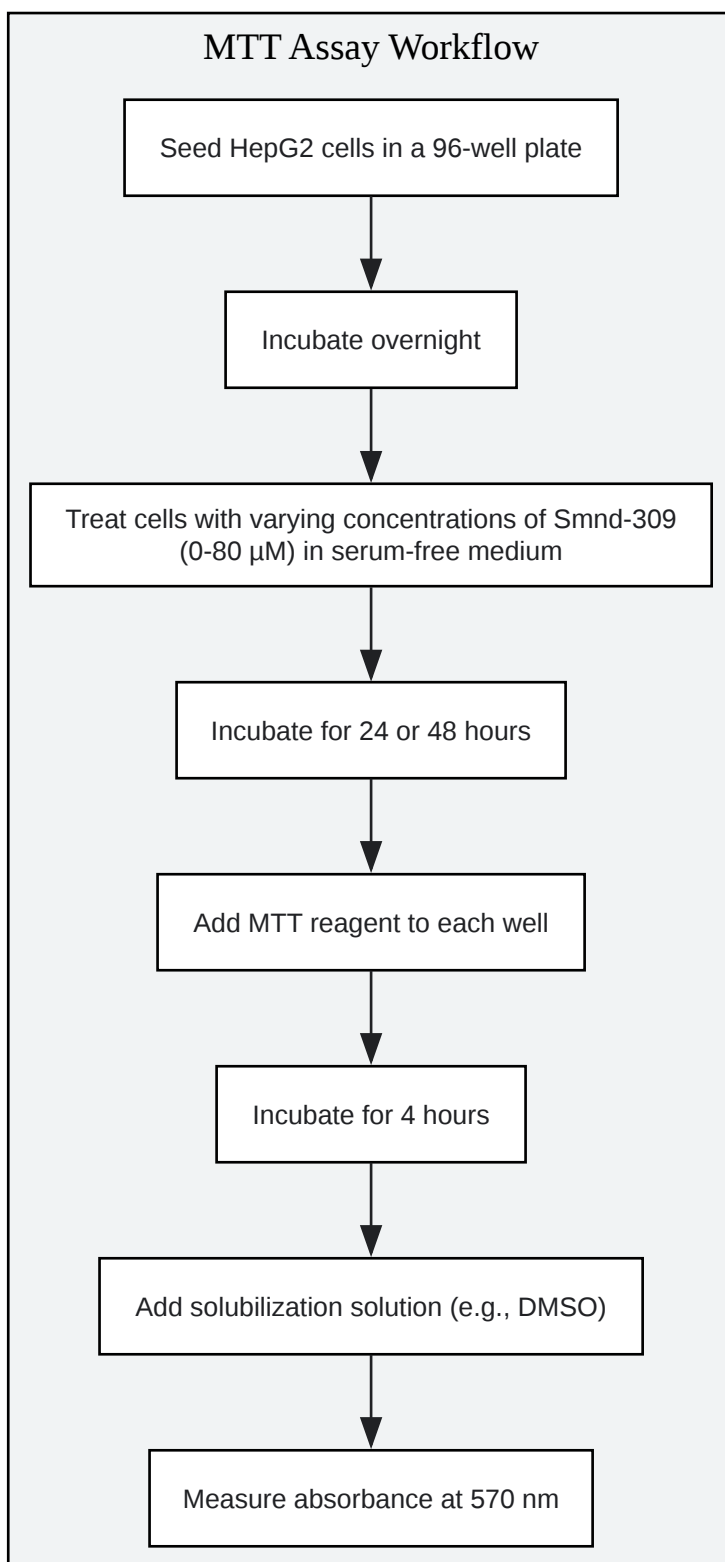 MTT Assay Workflow
Seed HepG2 cells in a 96-well plate
Incubate overnight
Treat cells with varying concentrations of Smnd-309
(0-80 µM) in serum-free medium
Incubate for 24 or 48 hours
Add MTT reagent to each well
Incubate for 4 hours
Add solubilization solution (e.g., DMSO)
Measure absorbance at 570 nm